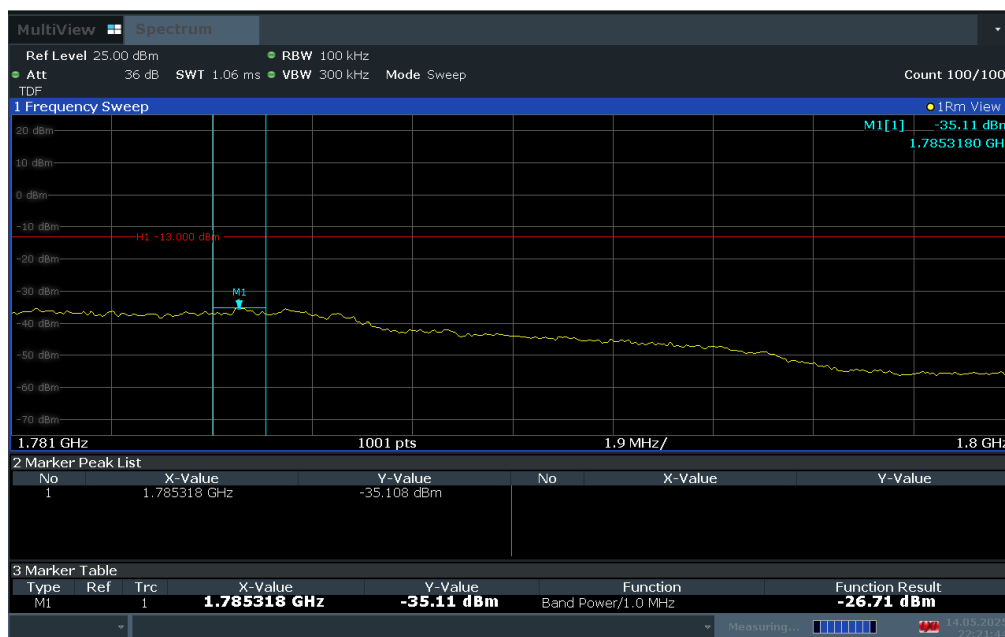 MultiView Spectrum
Ref Level 25.00 dBm RBW 100 kHz
Att 36 dB SWT 1.06 ms VBW 300 kHz Mode Sweep Count 100/100
TDF
1 Frequency Sweep 1Rm View
M1[1] -35.11 dBm
1.7853180 GH
20 dBm
10 dBm
0 dBm
-10 dBm
H1 -13.000 dBm
-20 dBm
-30 dBm
M1
-40 dBm
-50 dBm
-60 dBm
-70 dBm
1.781 GHz 1001 pts 1.9 MHz/ 1.8 GHz
2 Marker Peak List
No X-Value Y-Value No X-Value Y-Value
1 1.785318 GHz -35.108 dBm
3 Marker Table
Type Ref Trc X-Value Y-Value Function Function Result
M1 1 1.785318 GHz -35.11 dBm Band Power/1.0 MHz -26.71 dBm
Measuring...